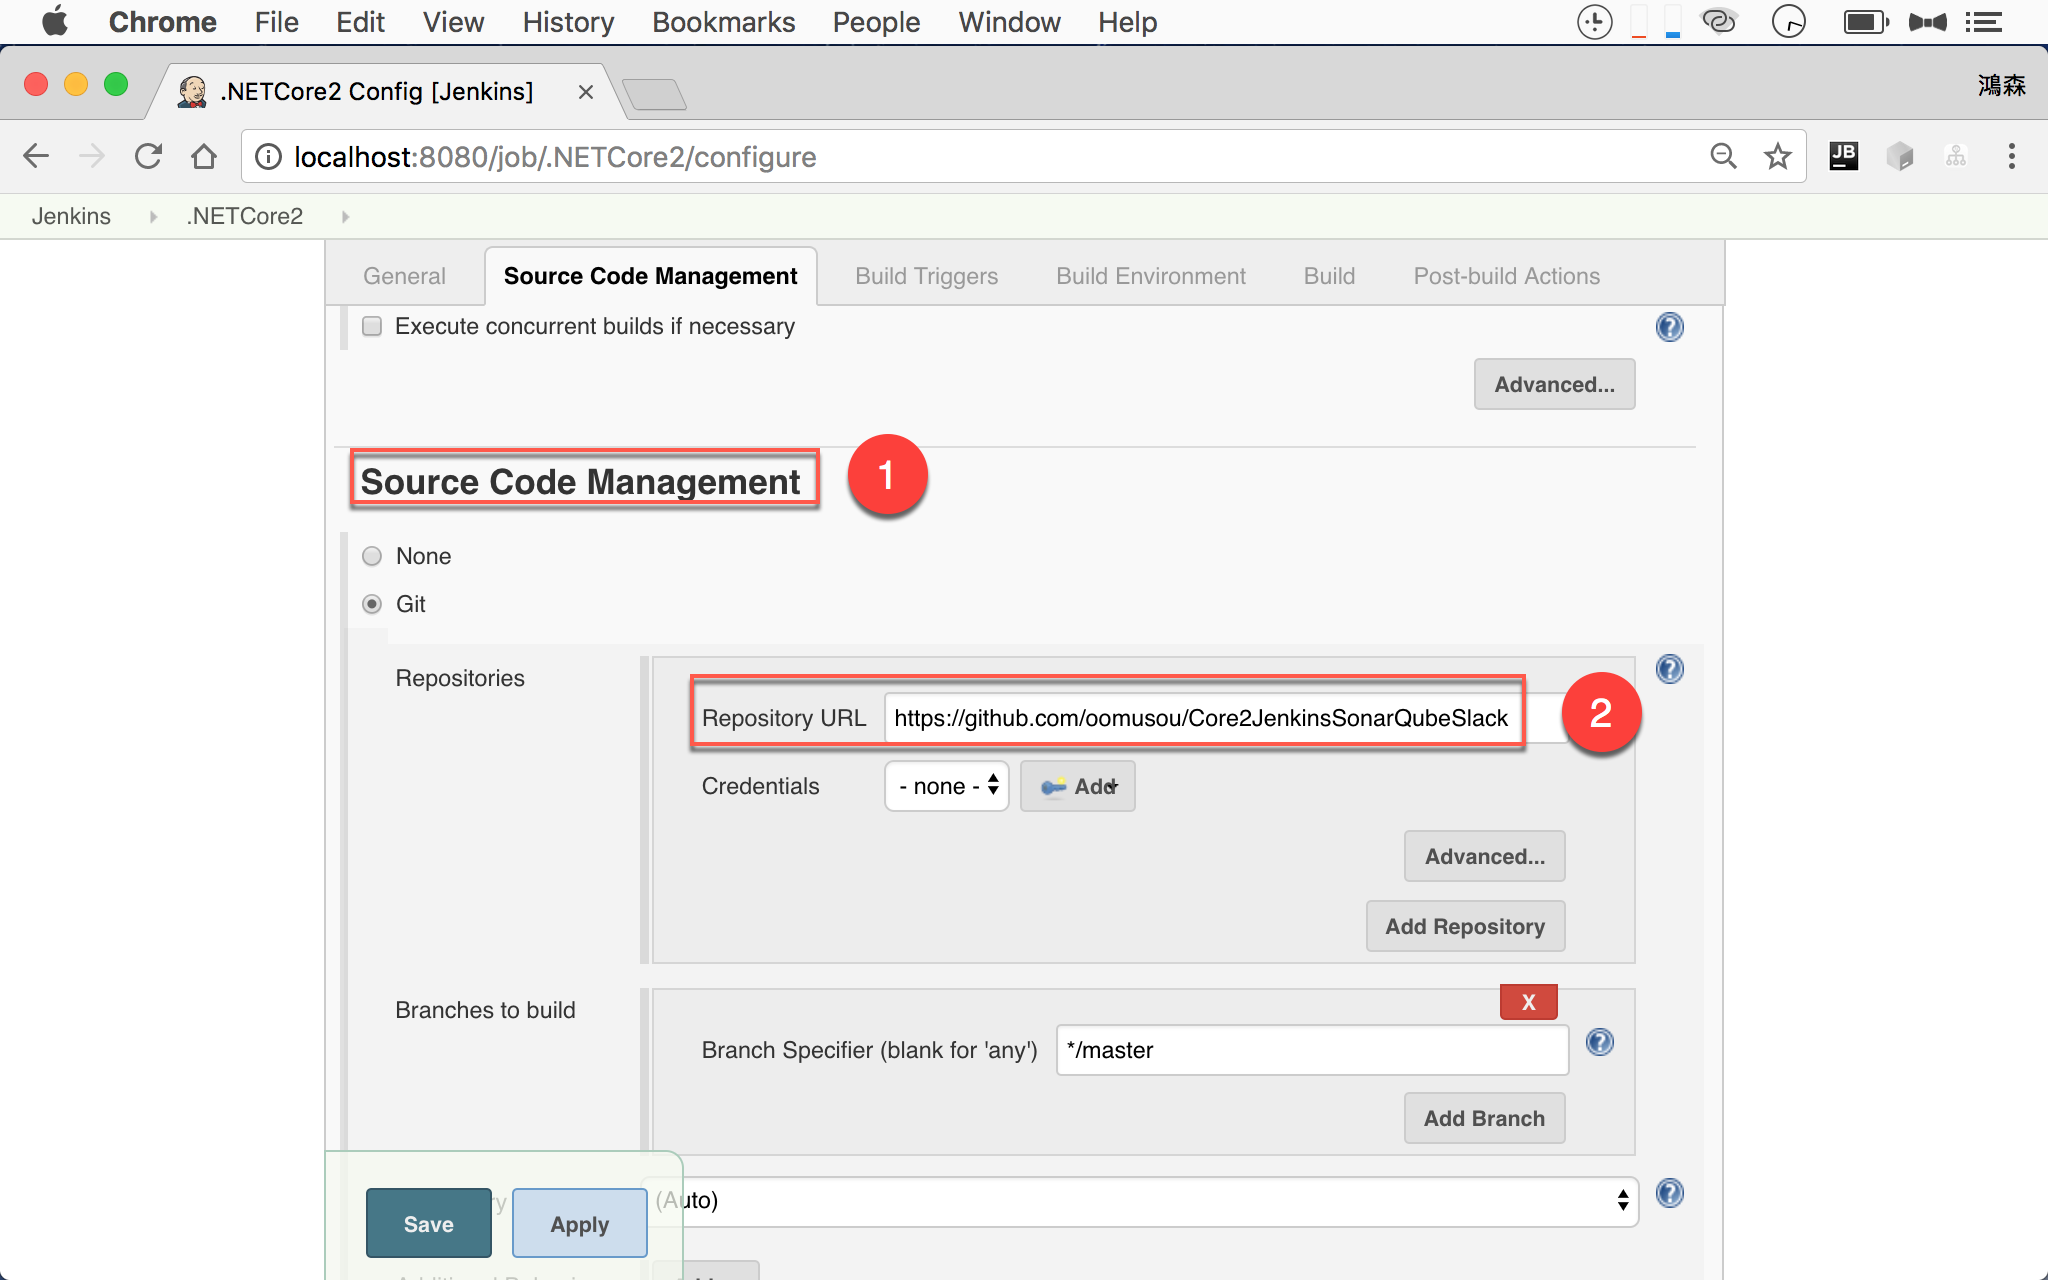 Chrome File Edit View History Bookmarks People Window Help
.NETCore2 Config [Jenkins]
鴻森
localhost:8080/job/.NETCore2/configure
JB
Jenkins .NETCore2
General Source Code Management Build Triggers Build Environment Build Post-build Actions
Execute concurrent builds if necessary
Advanced...
Source Code Management 1
None
Git
Repositories
Repository URL https://github.com/oomusou/Core2JenkinsSonarQubeSlack 2
Credentials - none - Add
Advanced...
Add Repository
Branches to build
X
Branch Specifier (blank for 'any') */master
Add Branch
(Auto)
Save Apply